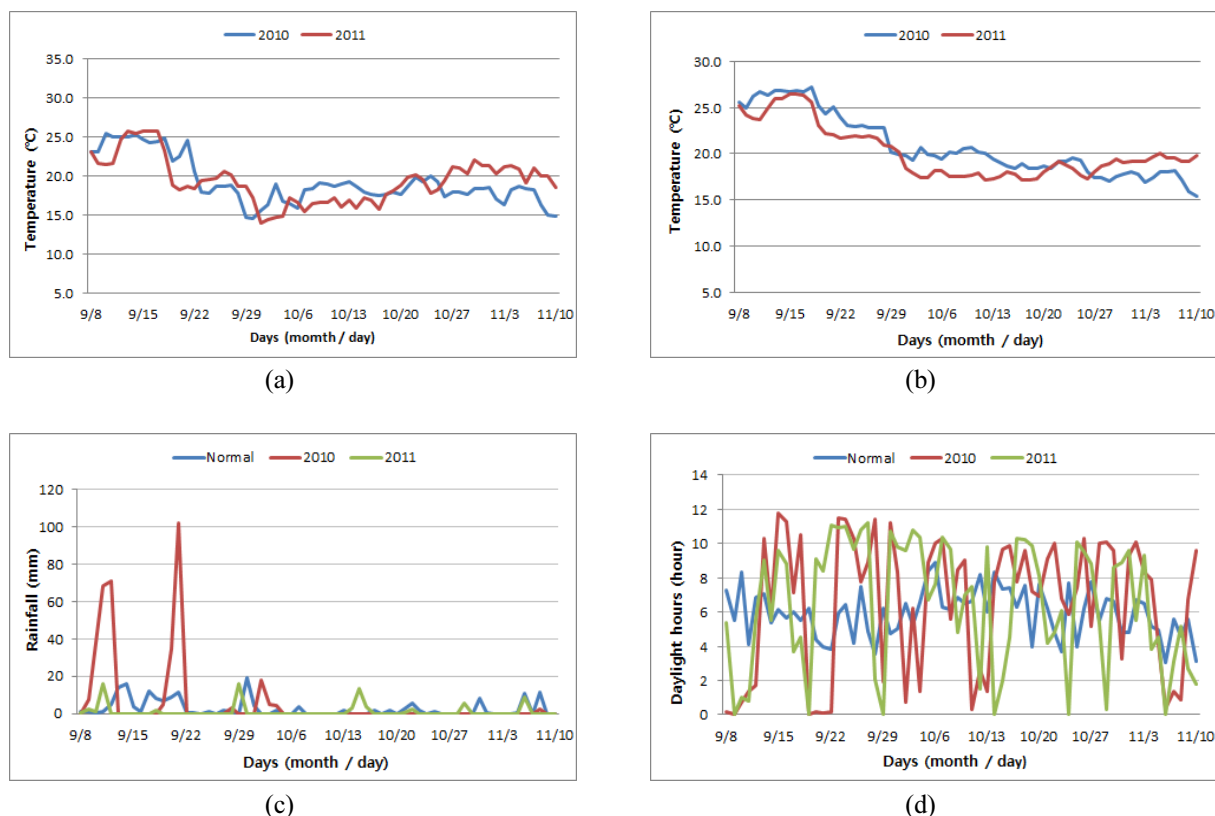 2010 2011
35.0
30.0
25.0
20.0
15.0
10.0
5.0
Temperature (℃)
9/8 9/15 9/22 9/29 10/6 10/13 10/20 10/27 11/3 11/10
Days (momth / day)
(a)
2010 2011
30.0
25.0
20.0
15.0
10.0
5.0
Temperature (℃)
9/8 9/15 9/22 9/29 10/6 10/13 10/20 10/27 11/3 11/10
Days (month / day)
(b)
Normal 2010 2011
120
100
80
60
40
20
0
Rainfall (mm)
9/8 9/15 9/22 9/29 10/6 10/13 10/20 10/27 11/3 11/10
Days (month / day)
(c)
Normal 2010 2011
14
12
10
8
6
4
2
0
Daylight hours (hour)
9/8 9/15 9/22 9/29 10/6 10/13 10/20 10/27 11/3 11/10
Days (month / day)
(d)